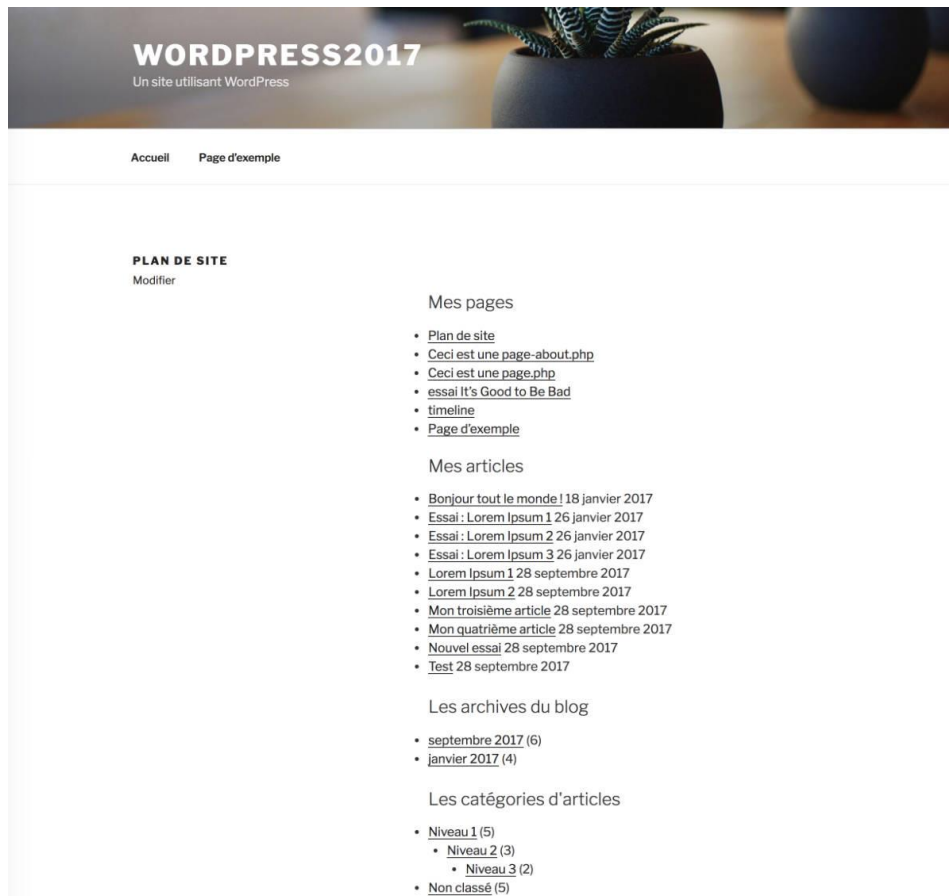 WORDPRESS2017
Un site utilisant WordPress
Accueil Page d'exemple
PLAN DE SITE
Modifier
Mes pages
Plan de site
Ceci est une page-about.php
Ceci est une page.php
essai It's Good to Be Bad
timeline
Page d'exemple
Mes articles
Bonjour tout le monde ! 18 janvier 2017
Essai : Lorem Ipsum 1 26 janvier 2017
Essai : Lorem Ipsum 2 26 janvier 2017
Essai : Lorem Ipsum 3 26 janvier 2017
Lorem Ipsum 1 28 septembre 2017
Lorem Ipsum 2 28 septembre 2017
Mon troisième article 28 septembre 2017
Mon quatrième article 28 septembre 2017
Nouvel essai 28 septembre 2017
Test 28 septembre 2017
Les archives du blog
septembre 2017 (6)
janvier 2017 (4)
Les catégories d'articles
Niveau 1 (5)
Niveau 2 (3)
Niveau 3 (2)
Non classé (5)